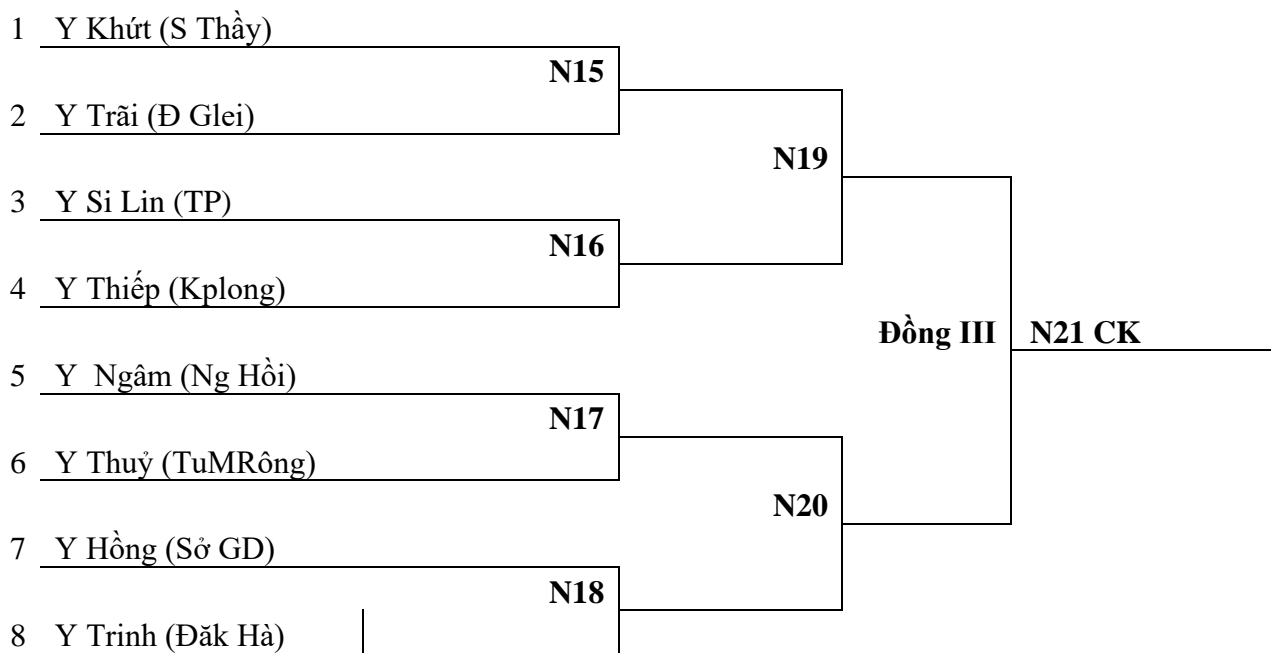 1 Y Khứt (S Thầy)
N15
2 Y Trãi (Đ Glei)
N19
3 Y Si Lin (TP)
N16
4 Y Thiếp (Kplong)
Đồng III N21 CK
5 Y Ngâm (Ng Hồi)
N17
6 Y Thuỷ (TuMRông)
N20
7 Y Hồng (Sở GD)
N18
8 Y Trinh (Đăk Hà)